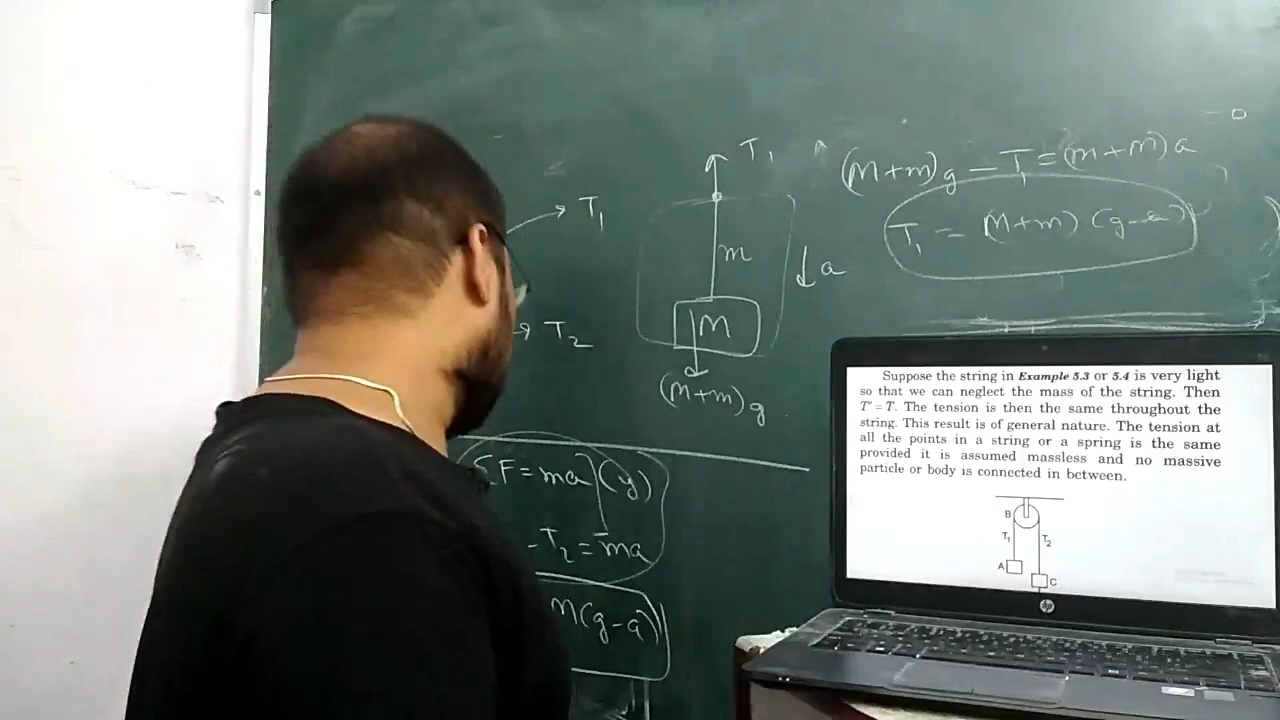 T₁
T₂
T₁
m
M
↓a
(M+m)g
(M+m)g - T₁ = (m+m)a
T₁ = (M+m) (g-a)
ΣF = ma (y)
- T₂ = ma
M(g-a)
Suppose the string in Example 5.3 or 5.4 is very light
so that we can neglect the mass of the string. Then
T' = T. The tension is then the same throughout the
string. This result is of general nature. The tension at
all the points in a string or a spring is the same
provided it is assumed massless and no massive
particle or body is connected in between.
B
T₁
T₂
A
C
hp